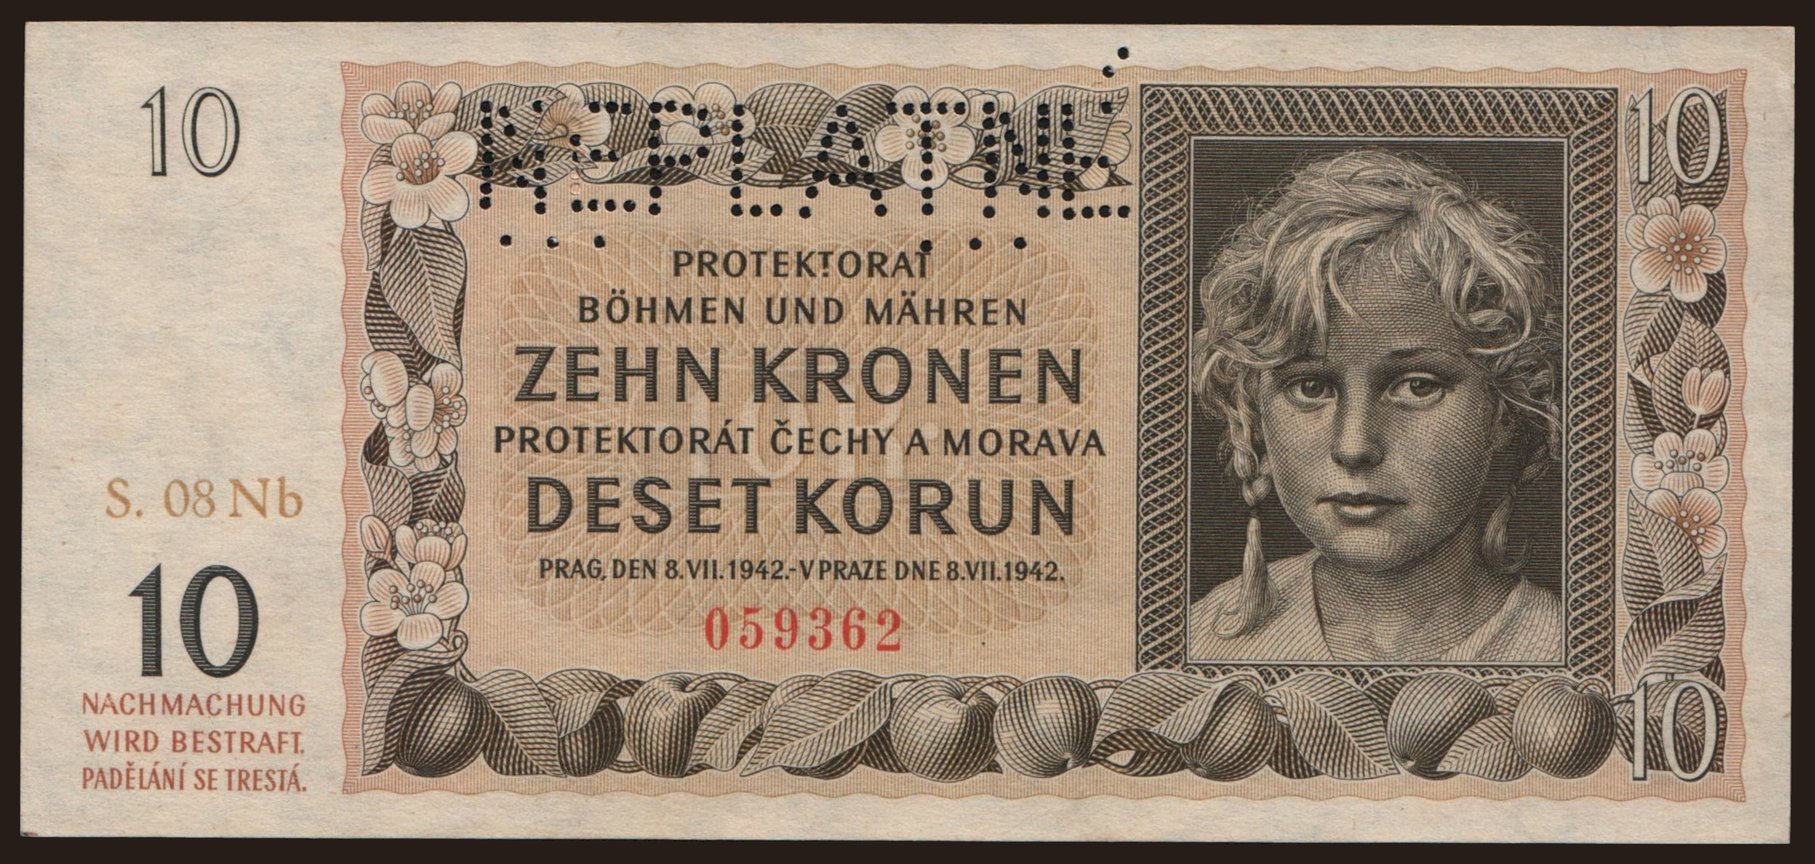 10
NEPLATNÉ
10
PROTEKTORAT
BÖHMEN UND MÄHREN
ZEHN KRONEN
PROTEKTORÁT ČECHY A MORAVA
DESET KORUN
PRAG, DEN 8.VII.1942.-V PRAZE DNE 8.VII.1942.
059362
S. 08 Nb
10
NACHMACHUNG
WIRD BESTRAFT.
PADĚLÁNÍ SE TRESTÁ.
10